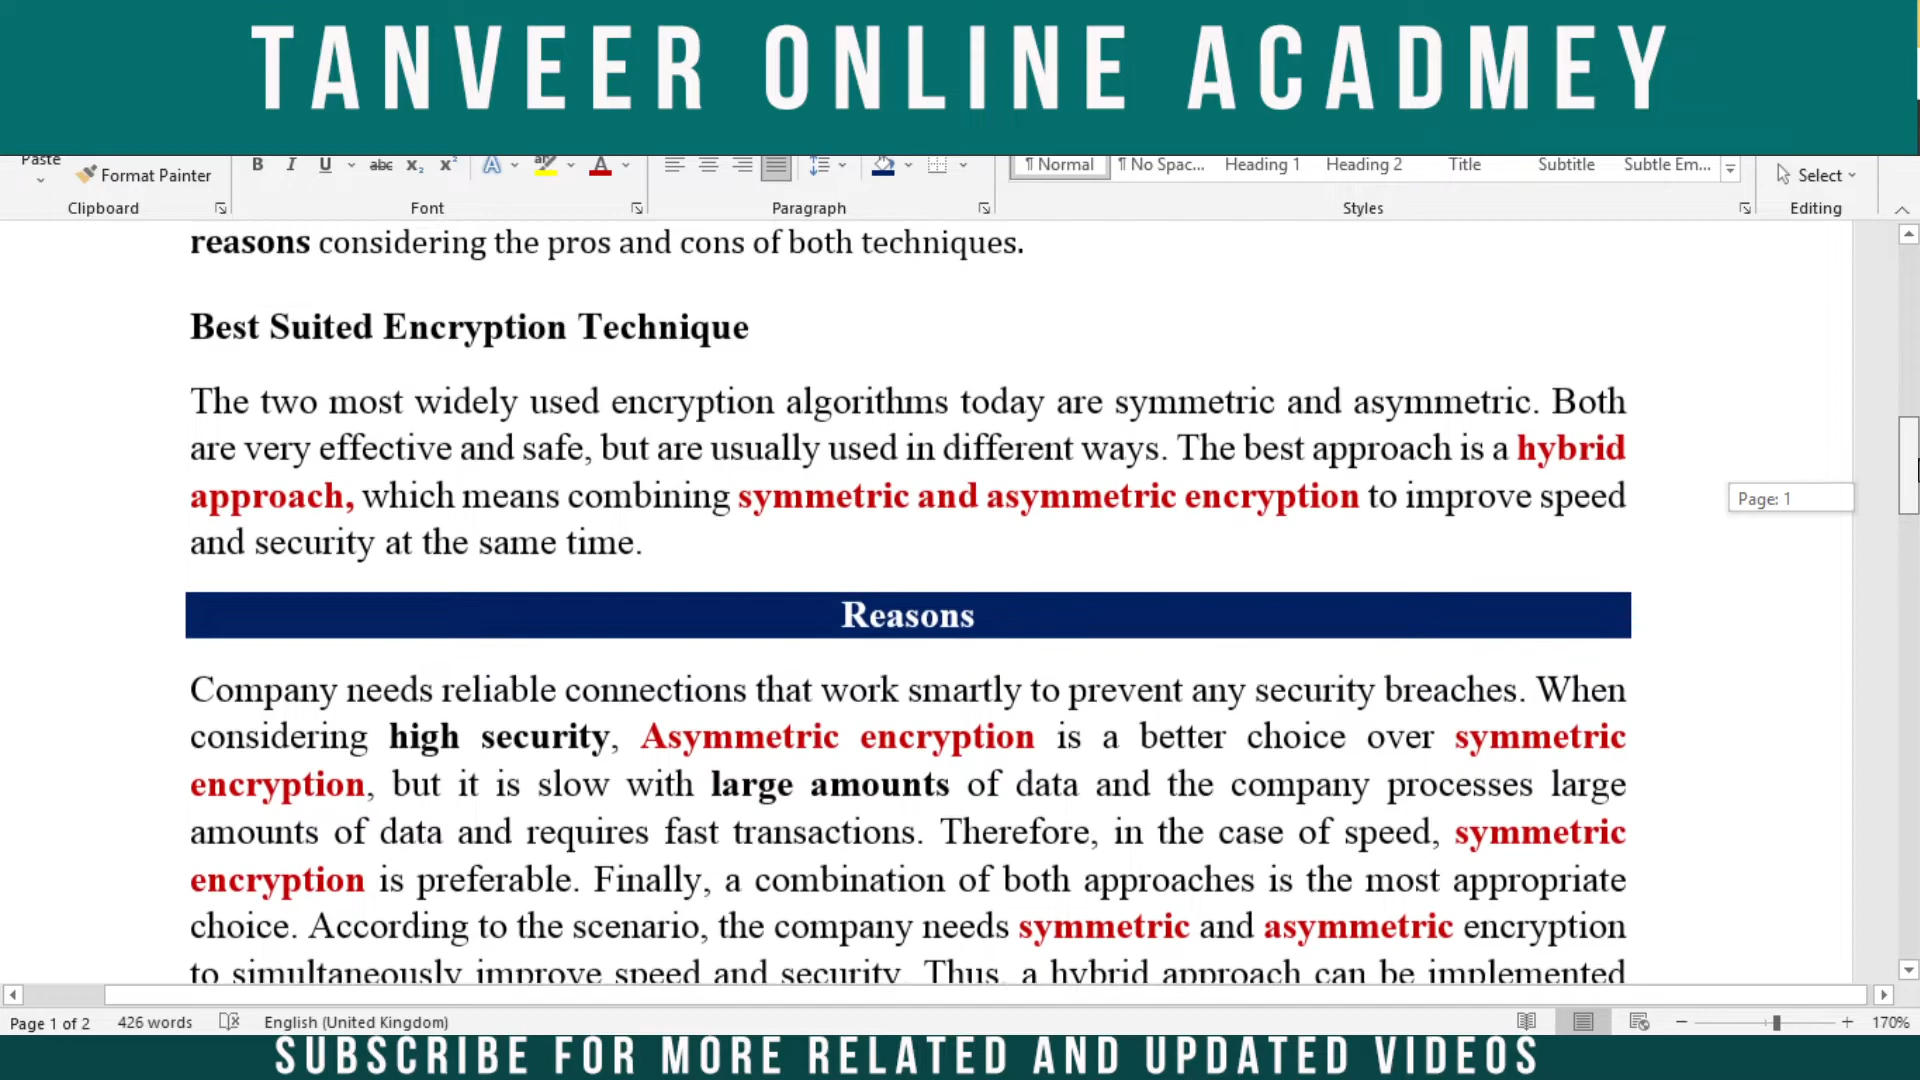 TANVEER ONLINE ACADMEY
Paste
Format Painter
B I U abc x₂ x² A A
¶ Normal ¶ No Spac... Heading 1 Heading 2 Title Subtitle Subtle Em...
Select
Clipboard Font Paragraph Styles Editing
reasons considering the pros and cons of both techniques.
Best Suited Encryption Technique
The two most widely used encryption algorithms today are symmetric and asymmetric. Both
are very effective and safe, but are usually used in different ways. The best approach is a hybrid
approach, which means combining symmetric and asymmetric encryption to improve speed
Page: 1
and security at the same time.
Reasons
Company needs reliable connections that work smartly to prevent any security breaches. When
considering high security, Asymmetric encryption is a better choice over symmetric
encryption, but it is slow with large amounts of data and the company processes large
amounts of data and requires fast transactions. Therefore, in the case of speed, symmetric
encryption is preferable. Finally, a combination of both approaches is the most appropriate
choice. According to the scenario, the company needs symmetric and asymmetric encryption
to simultaneously improve speed and security. Thus, a hybrid approach can be implemented
Page 1 of 2 426 words English (United Kingdom) 170%
SUBSCRIBE FOR MORE RELATED AND UPDATED VIDEOS